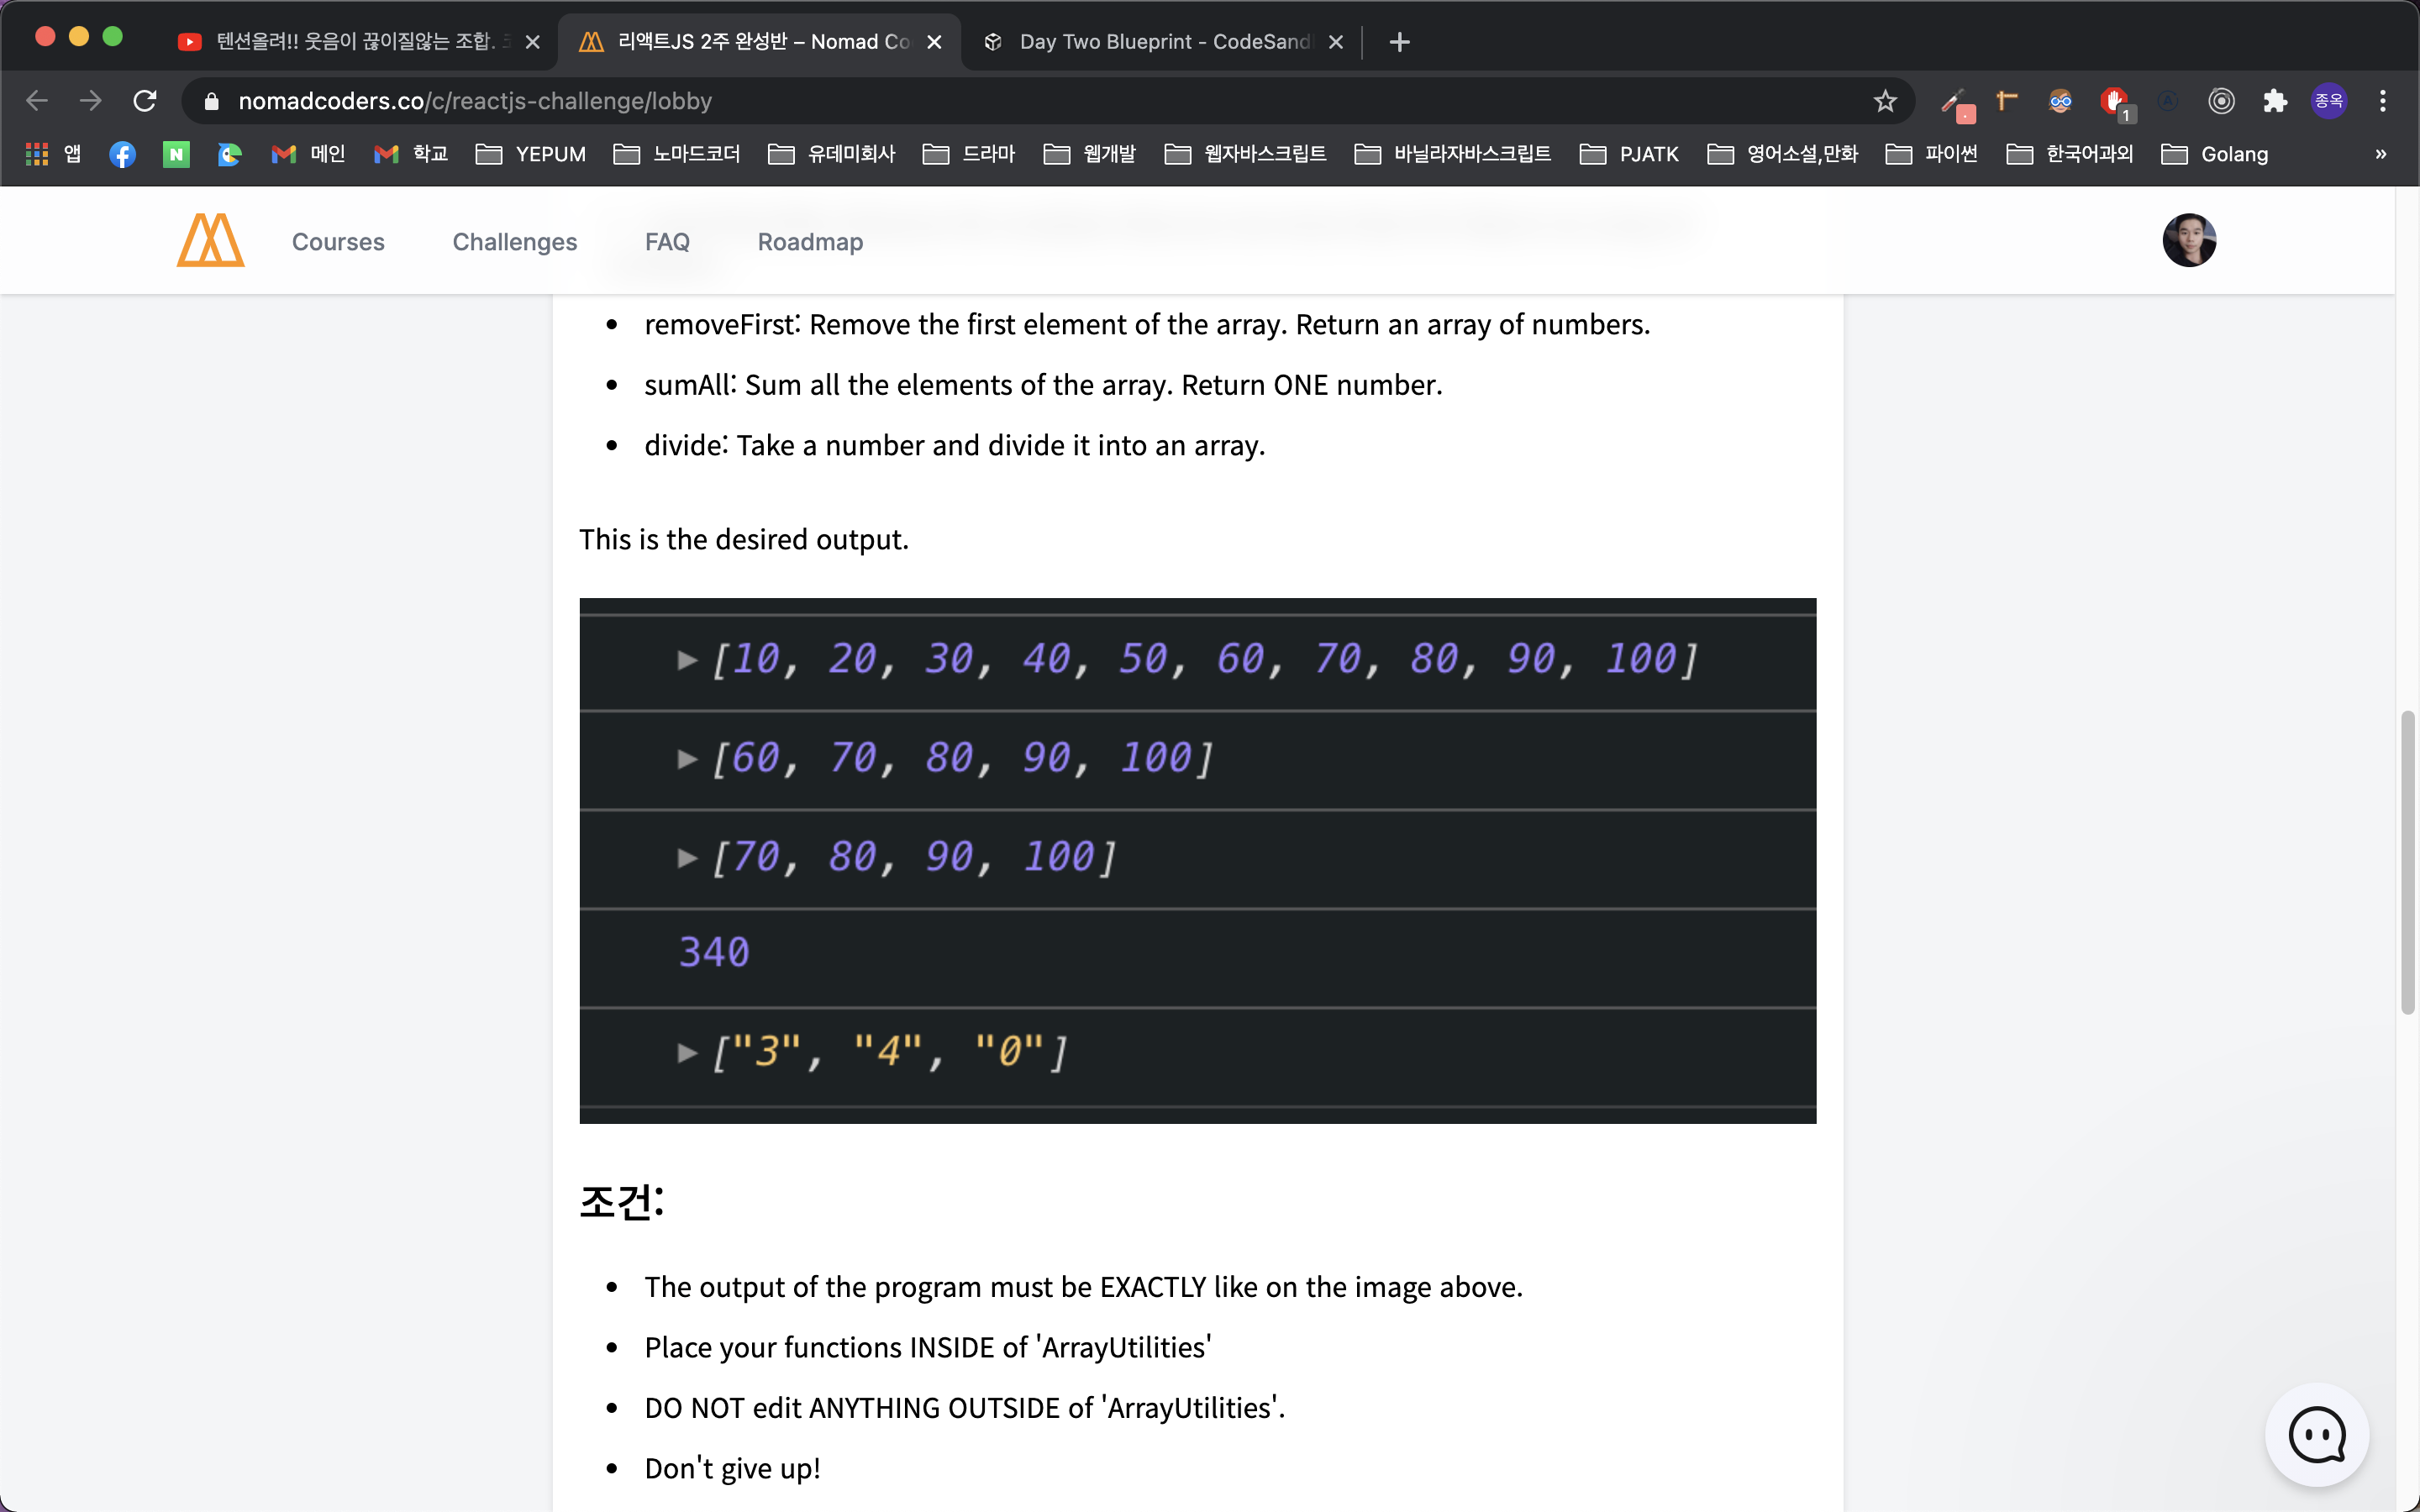 텐션올려!! 웃음이 끊이질않는 조합.
리액트JS 2주 완성반 – Nomad Co
Day Two Blueprint - CodeSand
nomadcoders.co/c/reactjs-challenge/lobby
1
종옥
앱
N
메인
학교
YEPUM
노마드코더
유데미회사
드라마
웹개발
웹자바스크립트
바닐라자바스크립트
PJATK
영어소설,만화
파이썬
한국어과외
Golang
»
Courses
Challenges
FAQ
Roadmap
• removeFirst: Remove the first element of the array. Return an array of numbers.
• sumAll: Sum all the elements of the array. Return ONE number.
• divide: Take a number and divide it into an array.
This is the desired output.
▶[10, 20, 30, 40, 50, 60, 70, 80, 90, 100]
▶[60, 70, 80, 90, 100]
▶[70, 80, 90, 100]
340
▶["3", "4", "0"]
조건:
• The output of the program must be EXACTLY like on the image above.
• Place your functions INSIDE of 'ArrayUtilities'
• DO NOT edit ANYTHING OUTSIDE of 'ArrayUtilities'.
• Don't give up!